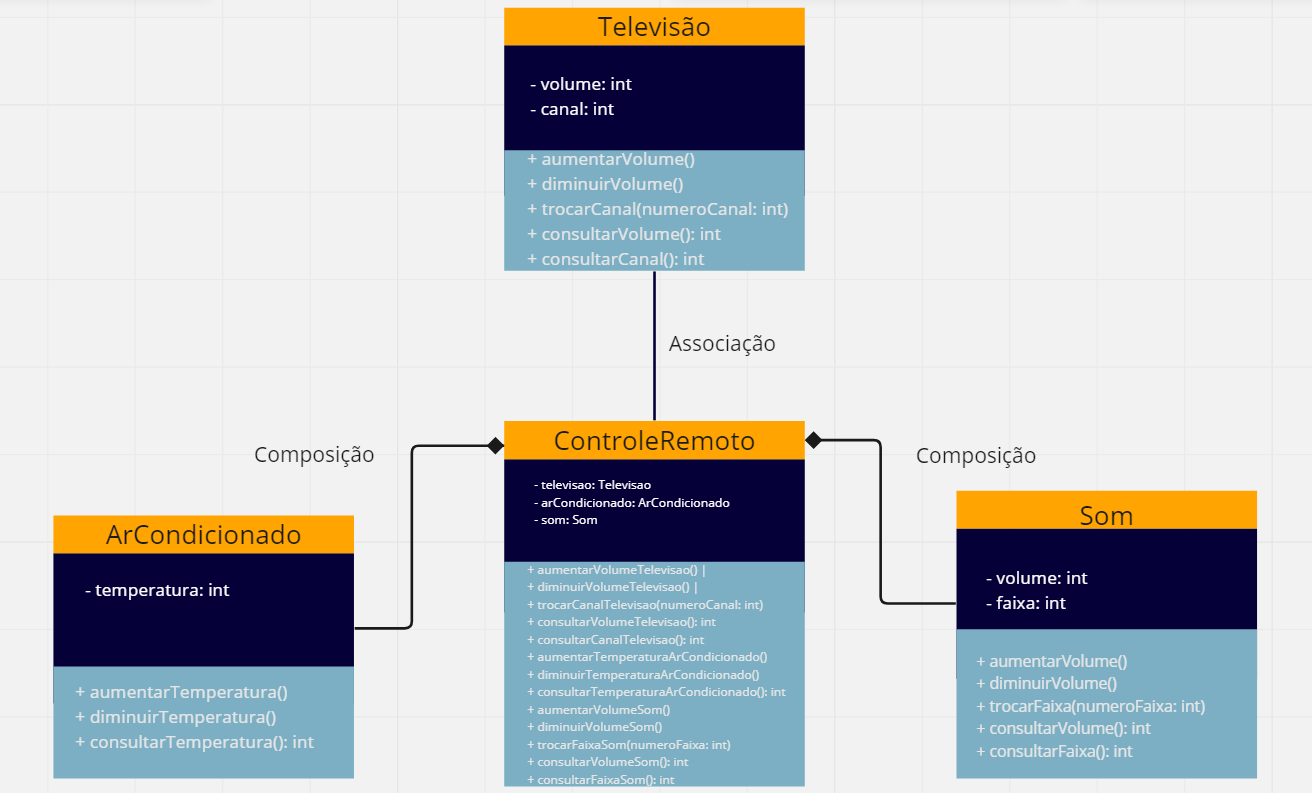 Televisão
- volume: int
- canal: int
+ aumentarVolume()
+ diminuirVolume()
+ trocarCanal(numeroCanal: int)
+ consultarVolume(): int
+ consultarCanal(): int
Associação
Composição
ControleRemoto
- televisao: Televisao
- arCondicionado: ArCondicionado
- som: Som
+ aumentarVolumeTelevisao() |
+ diminuirVolumeTelevisao() |
+ trocarCanalTelevisao(numeroCanal: int)
+ consultarVolumeTelevisao(): int
+ consultarCanalTelevisao(): int
+ aumentarTemperaturaArCondicionado()
+ diminuirTemperaturaArCondicionado()
+ consultarTemperaturaArCondicionado(): int
+ aumentarVolumeSom()
+ diminuirVolumeSom()
+ trocarFaixaSom(numeroFaixa: int)
+ consultarVolumeSom(): int
+ consultarFaixaSom(): int
Composição
ArCondicionado
- temperatura: int
+ aumentarTemperatura()
+ diminuirTemperatura()
+ consultarTemperatura(): int
Som
- volume: int
- faixa: int
+ aumentarVolume()
+ diminuirVolume()
+ trocarFaixa(numeroFaixa: int)
+ consultarVolume(): int
+ consultarFaixa(): int